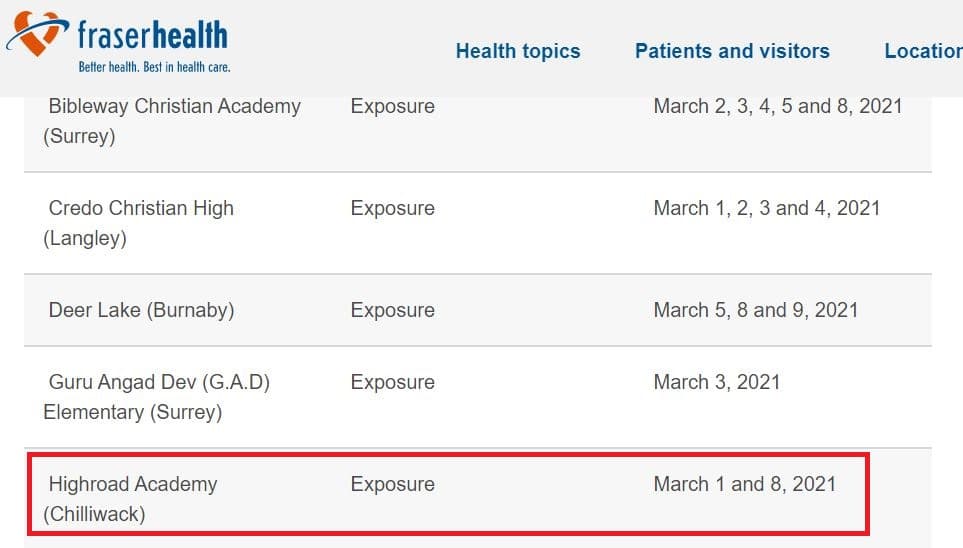 fraserhealth
Better health. Best in health care.
Health topics Patients and visitors Location
Bibleway Christian Academy Exposure March 2, 3, 4, 5 and 8, 2021
(Surrey)
Credo Christian High Exposure March 1, 2, 3 and 4, 2021
(Langley)
Deer Lake (Burnaby) Exposure March 5, 8 and 9, 2021
Guru Angad Dev (G.A.D) Exposure March 3, 2021
Elementary (Surrey)
Highroad Academy Exposure March 1 and 8, 2021
(Chilliwack)